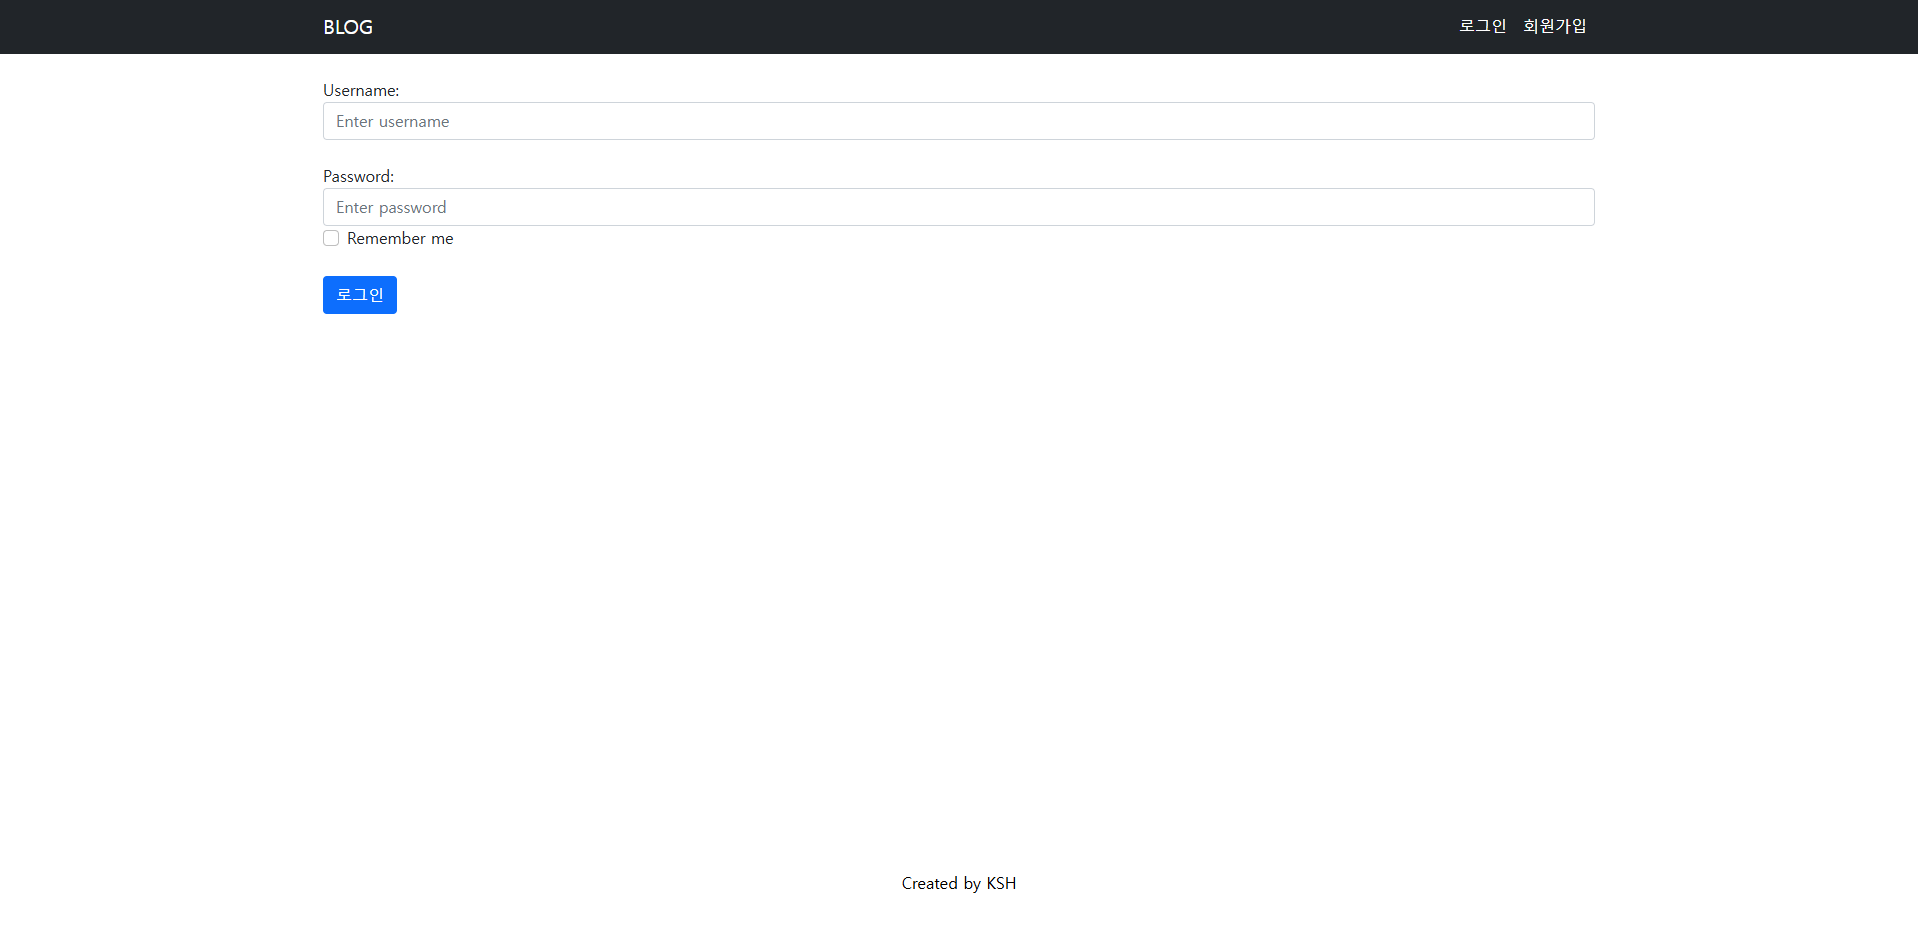 BLOG
로그인 회원가입
Username:
Enter username
Password:
Enter password
Remember me
로그인
Created by KSH